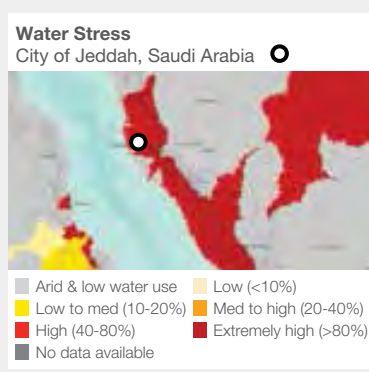 Water Stress
City of Jeddah, Saudi Arabia
Arid & low water use
Low (<10%)
Low to med (10-20%)
Med to high (20-40%)
High (40-80%)
Extremely high (>80%)
No data available